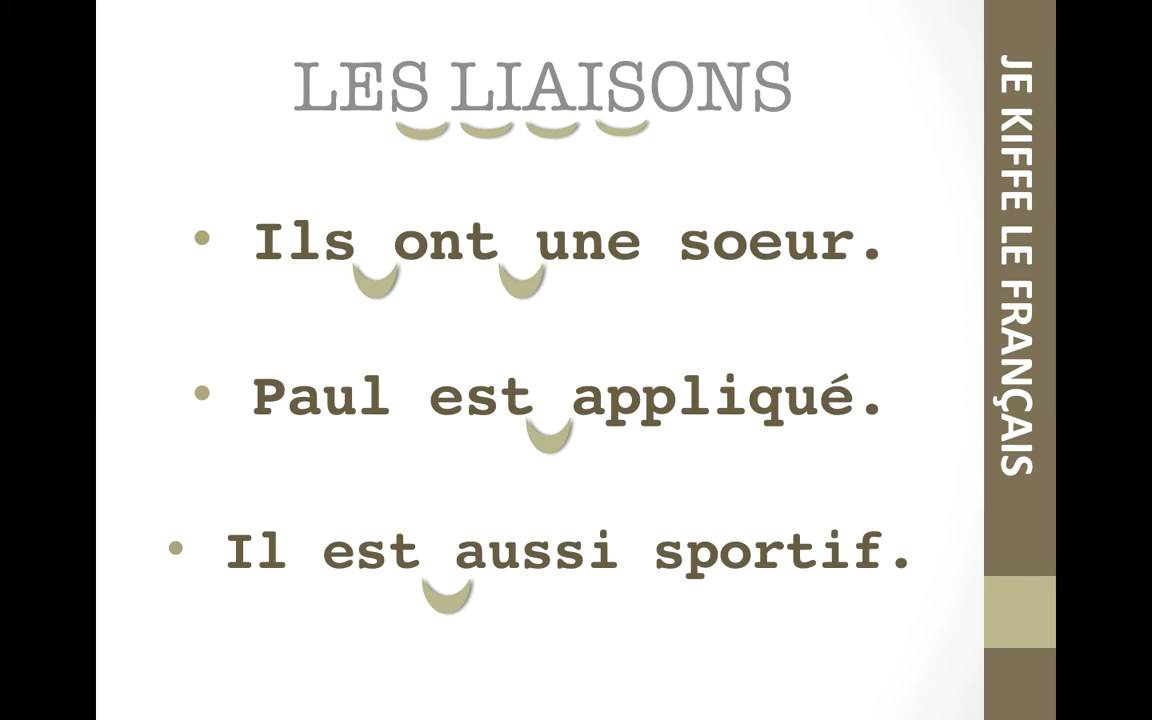 LES LIAISONS
• Ils ont une soeur.
• Paul est appliqué.
• Il est aussi sportif.
JE KIFFE LE FRANÇAIS